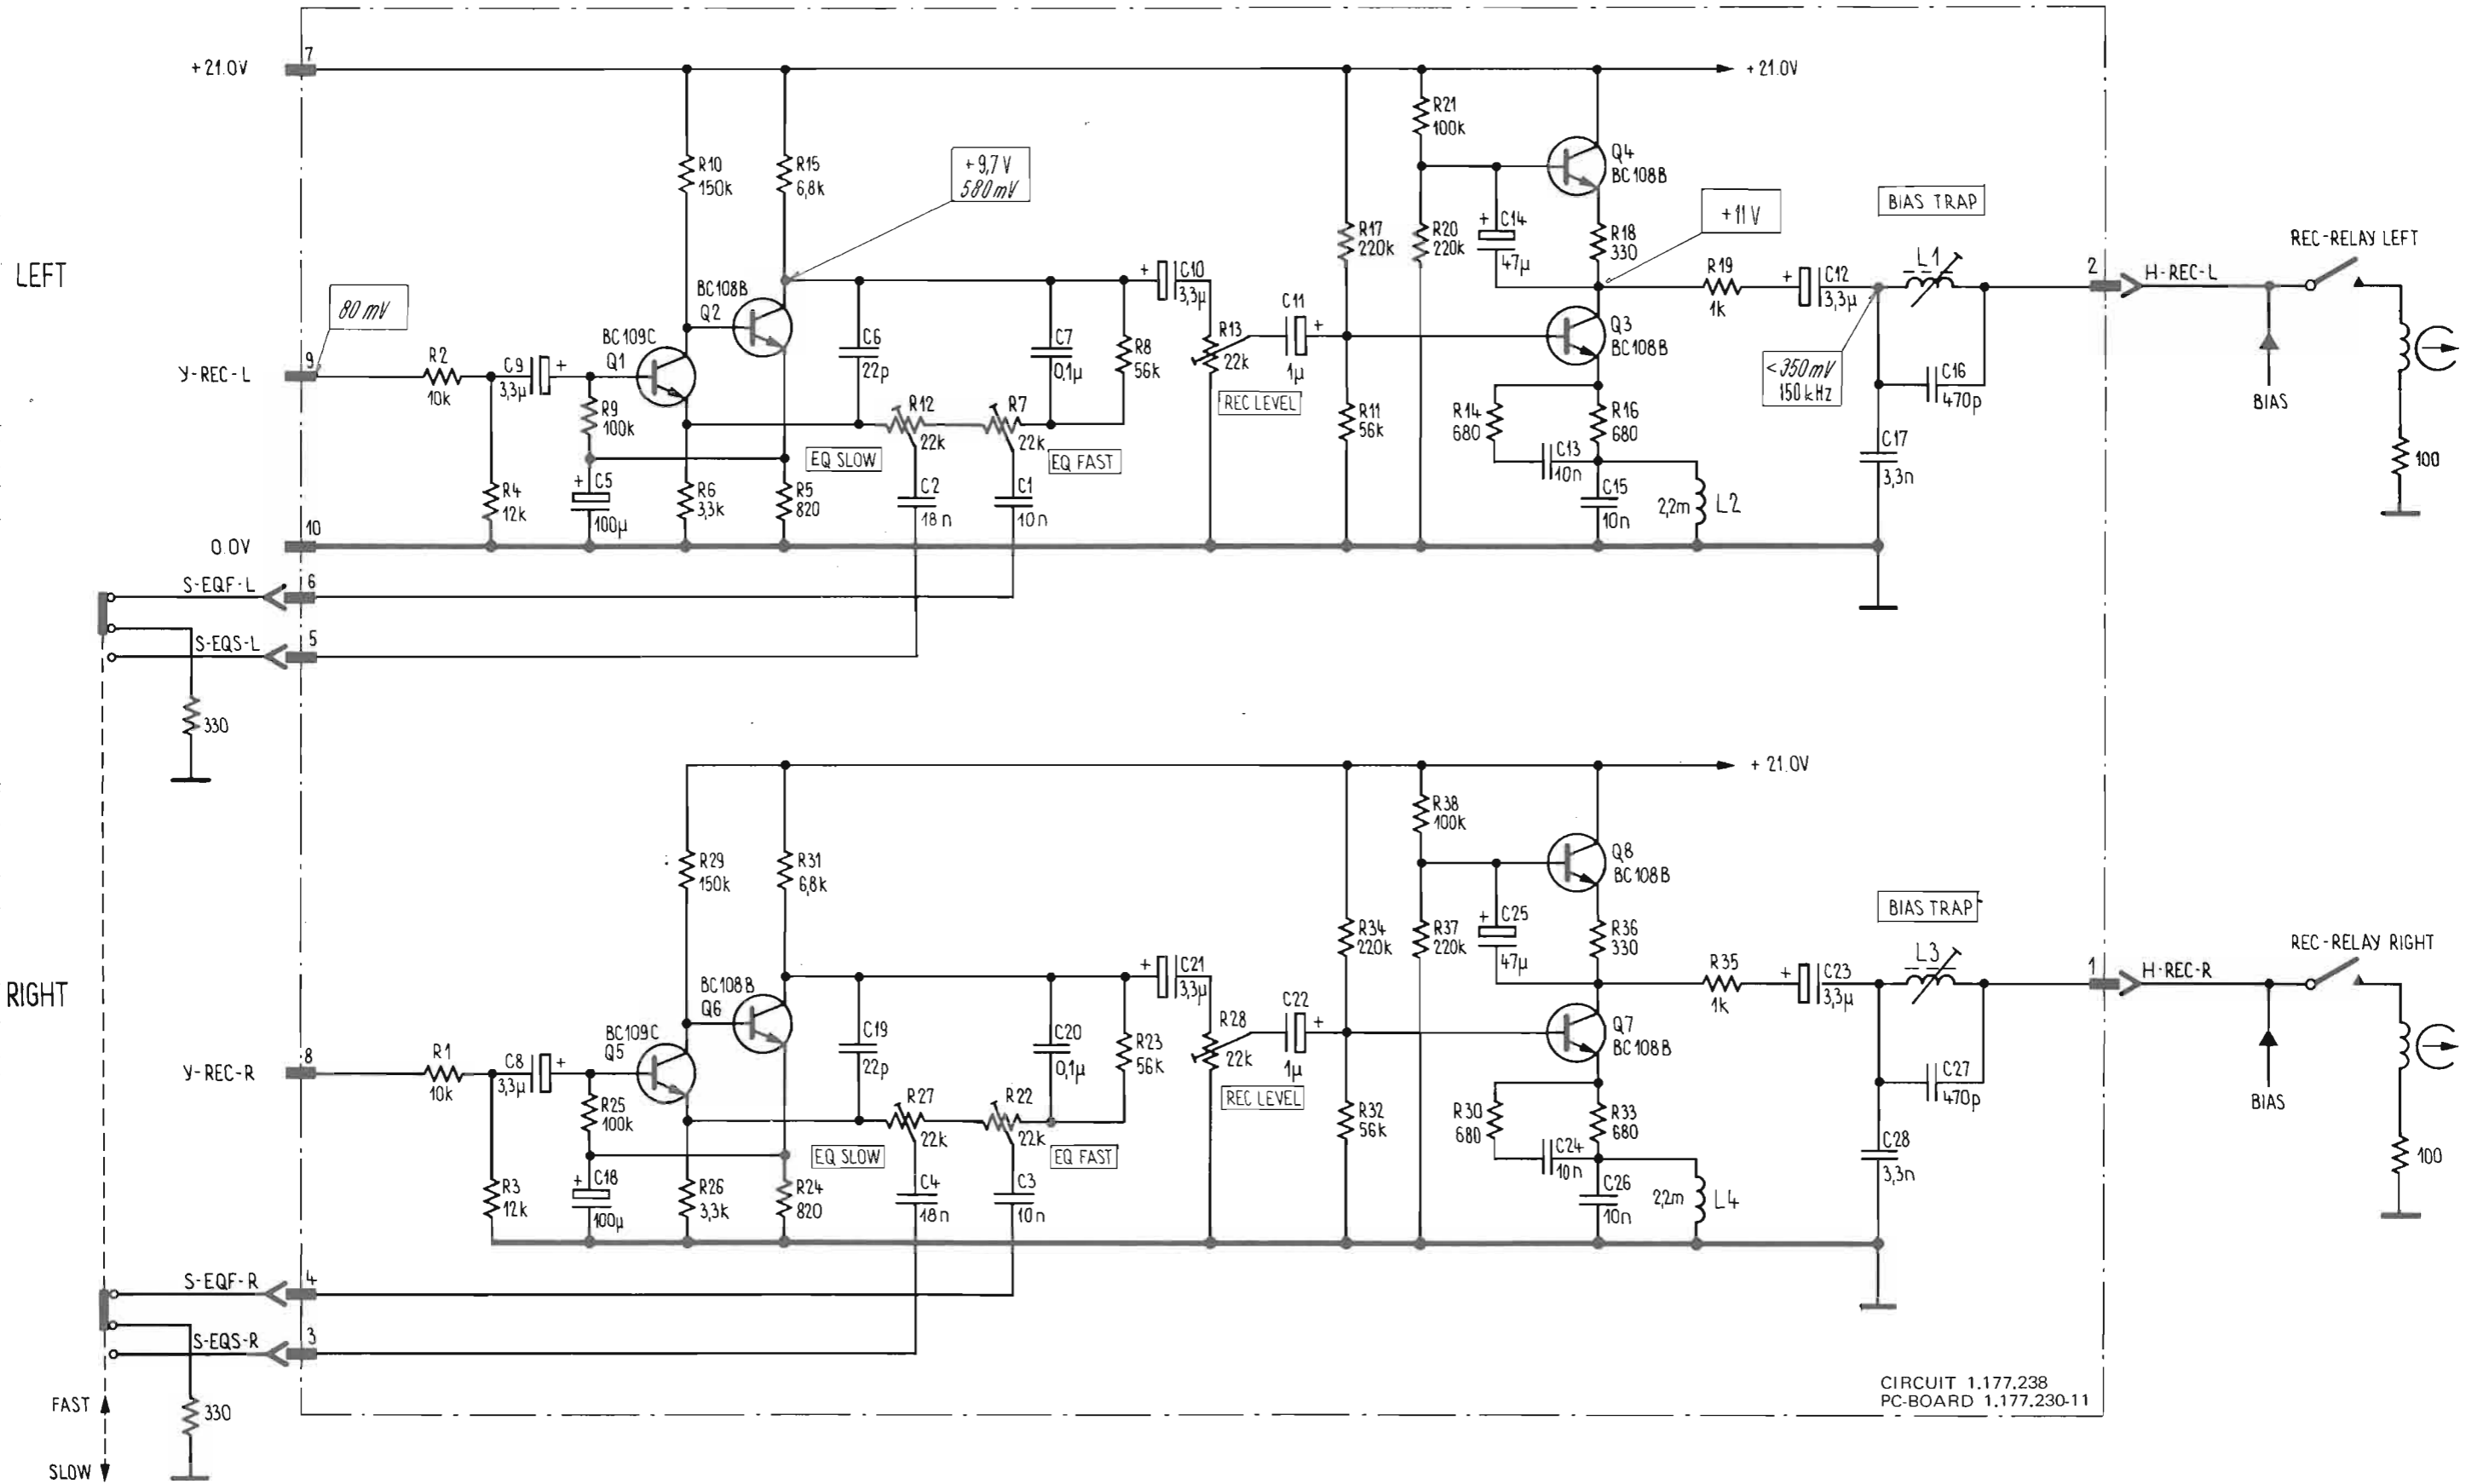 7
+21.0V
+21.0V
R10
150k
R15
6,8k
+9,7V
580mV
R21
100k
Q4
BC108B
+11V
BIAS TRAP
R17
220k
R20
220k
+ C14
47µ
R18
330
REC-RELAY LEFT
LEFT
BC108B
Q2
+ C10
3,3µ
C11
+
1µ
R19
1k
+ C12
3,3µ
L1
2
H-REC-L
80mV
BC109C
Q1
C6
22p
C7
0,1µ
R8
56k
R13
22k
REC LEVEL
Q3
BC108B
<350mV
150kHz
C16
470p
BIAS
Y-REC-L
9
R2
10k
C9
+
3,3µ
R9
100k
R12
22k
R7
22k
EQ SLOW
EQ FAST
R11
56k
R14
680
R16
680
C13
10n
C17
3,3n
100
R4
12k
+ C5
100µ
R6
3,3k
R5
820
C2
18n
C1
10n
C15
10n
2,2m
L2
10
0.0V
S-EQF-L
6
S-EQS-L
5
330
+21.0V
R29
150k
R31
6,8k
R38
100k
Q8
BC108B
BIAS TRAP
R34
220k
R37
220k
+ C25
47µ
R36
330
REC-RELAY RIGHT
RIGHT
BC108B
Q6
+ C21
3,3µ
C22
+
1µ
R35
1k
+ C23
3,3µ
L3
1
H-REC-R
BC109C
Q5
C19
22p
C20
0,1µ
R23
56k
R28
22k
REC LEVEL
Q7
BC108B
C27
470p
BIAS
Y-REC-R
8
R1
10k
C8
+
3,3µ
R25
100k
R27
22k
R22
22k
EQ SLOW
EQ FAST
R32
56k
R30
680
R33
680
C24
10n
C28
3,3n
100
R3
12k
+ C18
100µ
R26
3,3k
R24
820
C4
18n
C3
10n
C26
10n
2,2m
L4
S-EQF-R
4
S-EQS-R
3
FAST
330
SLOW
CIRCUIT 1.177.238
PC-BOARD 1.177.230-11